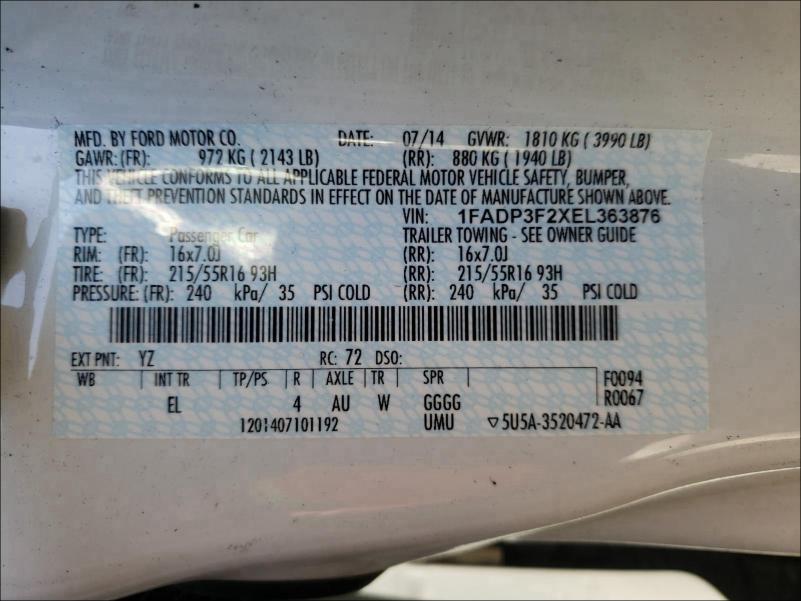 MFD. BY FORD MOTOR CO. DATE: 07/14 GVWR: 1810 KG ( 3990 LB)
GAWR: (FR): 972 KG ( 2143 LB) (RR): 880 KG ( 1940 LB)
THIS VEHICLE CONFORMS TO ALL APPLICABLE FEDERAL MOTOR VEHICLE SAFETY, BUMPER,
AND THEFT PREVENTION STANDARDS IN EFFECT ON THE DATE OF MANUFACTURE SHOWN ABOVE.
VIN: 1FADP3F2XEL363876
TYPE: Passenger Car TRAILER TOWING - SEE OWNER GUIDE
RIM: (FR): 16x7.0J (RR): 16x7.0J
TIRE: (FR): 215/55R16 93H (RR): 215/55R16 93H
PRESSURE: (FR): 240 kPa/ 35 PSI COLD (RR): 240 kPa/ 35 PSI COLD
EXT PNT: YZ RC: 72 DSO:
WB INT TR TP/PS R AXLE TR SPR F0094
EL 4 AU W GGGG R0067
1201407101192 UMU ▽5U5A-3520472-AA